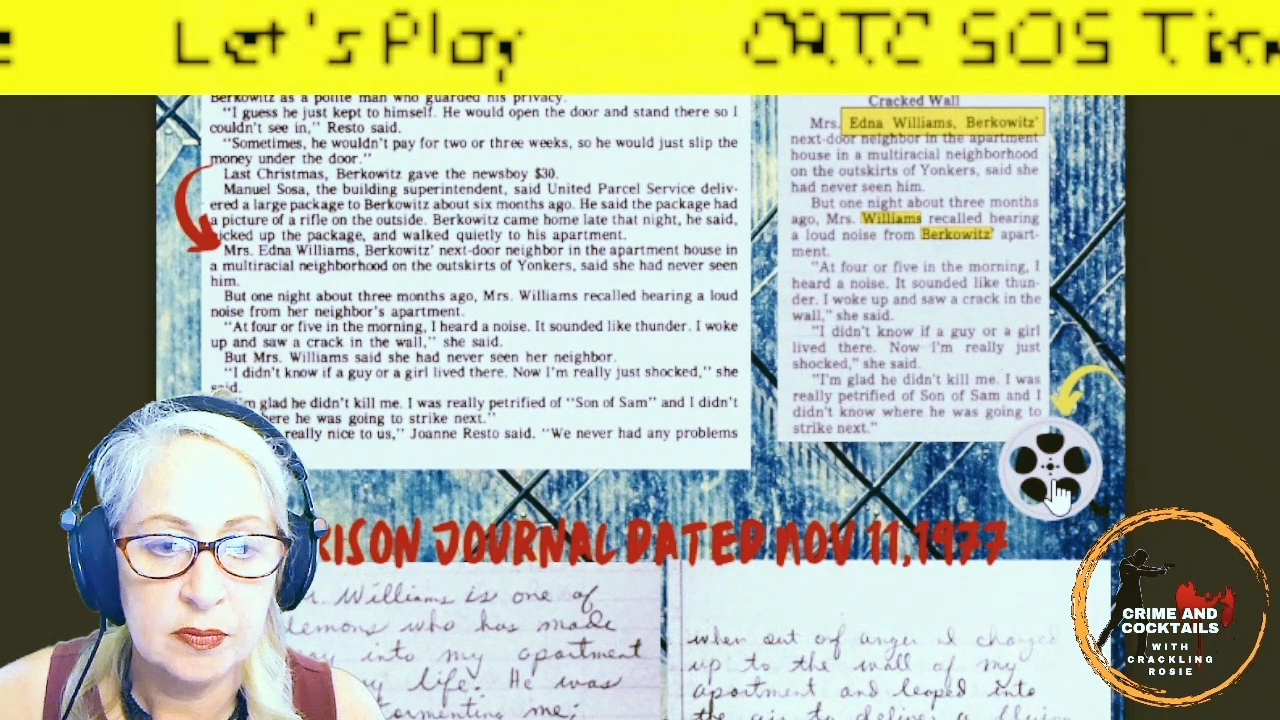 Let's Play
Berkowitz as a polite man who guarded his privacy.
"I guess he just kept to himself. He would open the door and stand there so I
couldn't see in," Resto said.
"Sometimes, he wouldn't pay for two or three weeks, so he would just slip the
money under the door."
Last Christmas, Berkowitz gave the newsboy $30.
Manuel Sosa, the building superintendent, said United Parcel Service deliv-
ered a large package to Berkowitz about six months ago. He said the package had
a picture of a rifle on the outside. Berkowitz came home late that night, he said,
icked up the package, and walked quietly to his apartment.
Mrs. Edna Williams, Berkowitz' next-door neighbor in the apartment house in
a multiracial neighborhood on the outskirts of Yonkers, said she had never seen
him.
But one night about three months ago, Mrs. Williams recalled hearing a loud
noise from her neighbor's apartment.
"At four or five in the morning, I heard a noise. It sounded like thunder. I woke
up and saw a crack in the wall," she said.
But Mrs. Williams said she had never seen her neighbor.
"I didn't know if a guy or a girl lived there. Now I'm really just shocked," she
said.
m glad he didn't kill me. I was really petrified of "Son of Sam" and I didn't
ere he was going to strike next."
really nice to us," Joanne Resto said. "We never had any problems
Cracked Wall
Mrs. Edna Williams, Berkowitz'
next-door neighbor in the apartment
house in a multiracial neighborhood
on the outskirts of Yonkers, said she
had never seen him.
But one night about three months
ago, Mrs. Williams recalled hearing
a loud noise from Berkowitz' apart-
ment.
"At four or five in the morning, I
heard a noise. It sounded like thun-
der. I woke up and saw a crack in the
wall," she said.
"I didn't know if a guy or a girl
lived there. Now I'm really just
shocked," she said.
"I'm glad he didn't kill me. I was
really petrified of Son of Sam and I
didn't know where he was going to
strike next."
RISON JOURNAL DATED NOV 11,1977
. Williams is one of
demons who has made
into my apartment
life. He was
tormenting me;
when out of anger I charged
up to the wall of my
apartment and leaped into
the air to deliver a flying
CRIME AND
COCKTAILS
WITH
CRACKLING
ROSIE